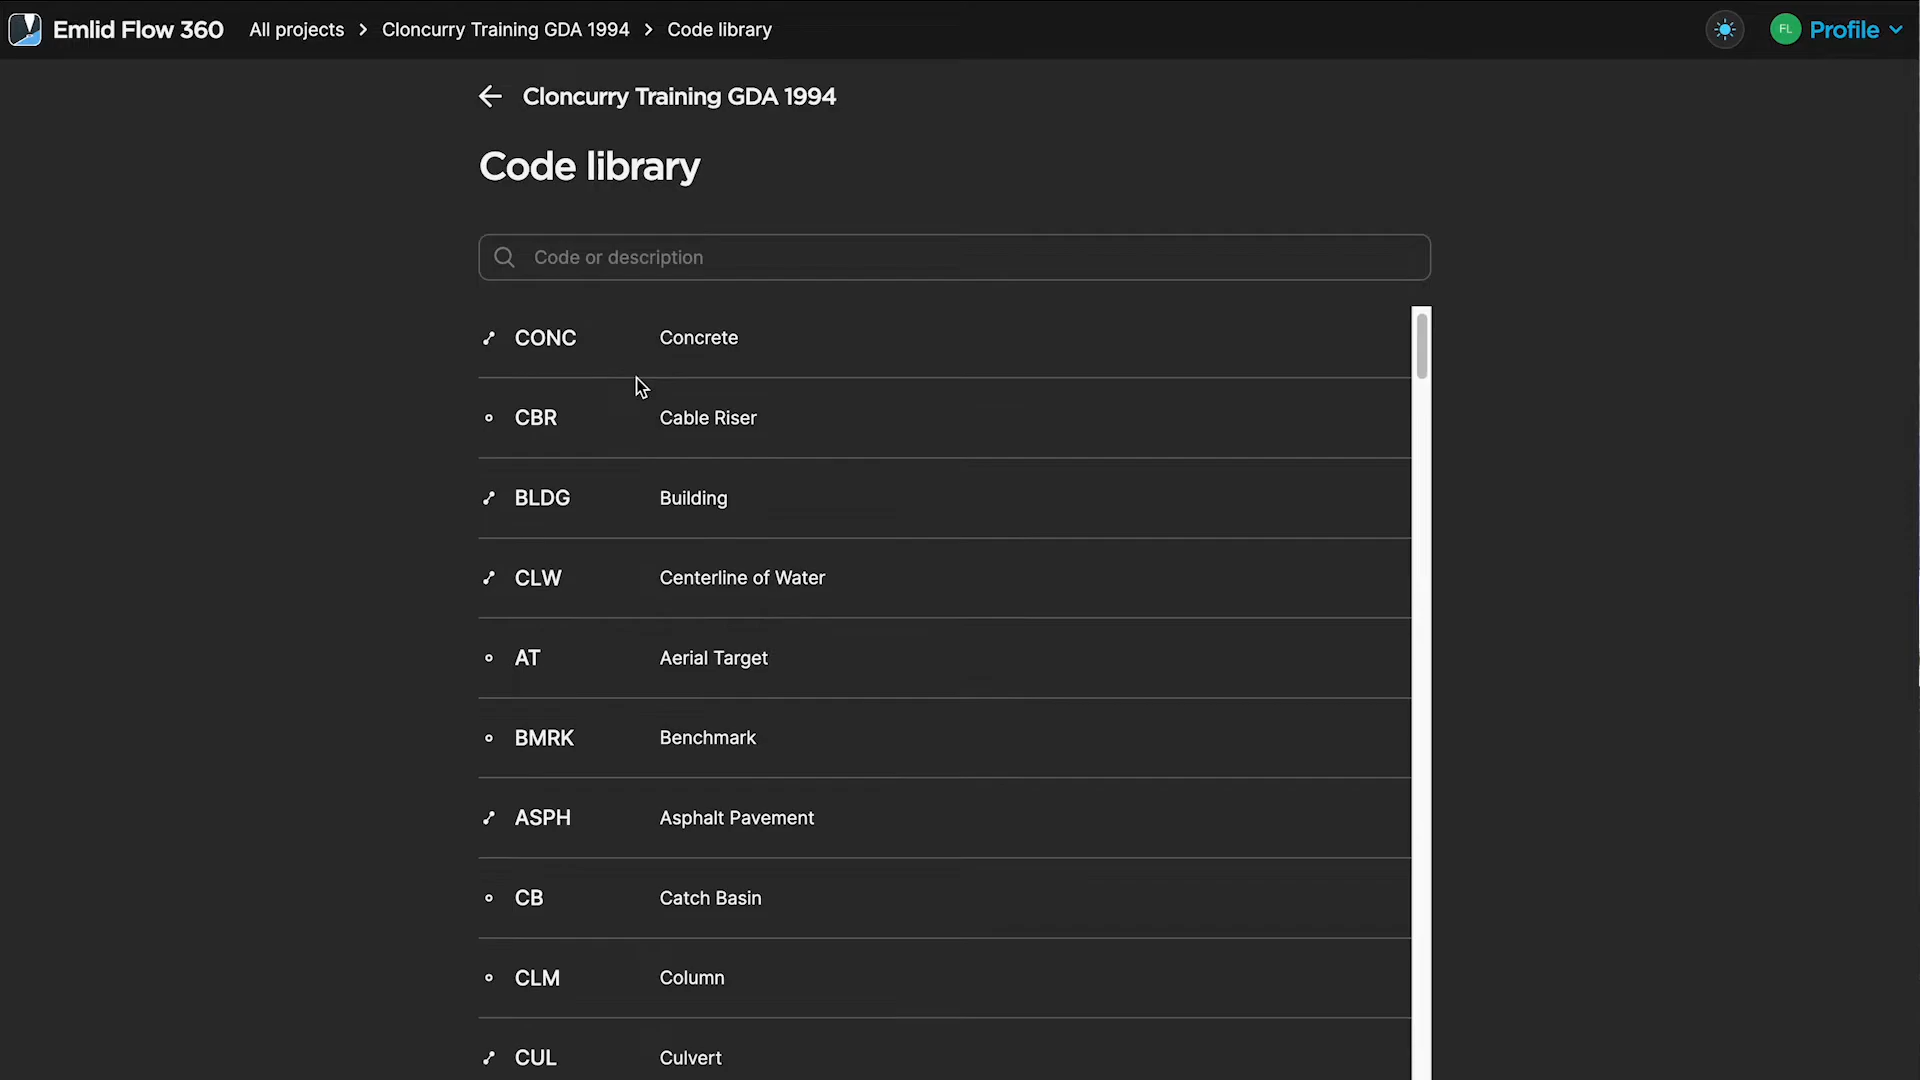 Emlid Flow 360 All projects > Cloncurry Training GDA 1994 > Code library FL Profile
Cloncurry Training GDA 1994
Code library
Code or description
CONC Concrete
CBR Cable Riser
BLDG Building
CLW Centerline of Water
AT Aerial Target
BMRK Benchmark
ASPH Asphalt Pavement
CB Catch Basin
CLM Column
CUL Culvert